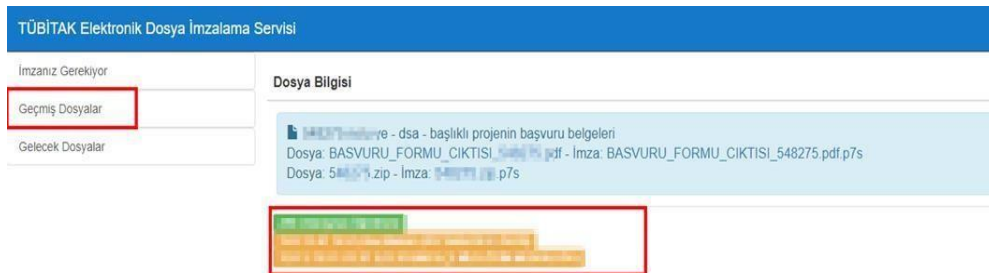 TÜBİTAK Elektronik Dosya İmzalama Servisi
İmzanız Gerekiyor
Geçmiş Dosyalar
Gelecek Dosyalar
Dosya Bilgisi
- dsa - başlıklı projenin başvuru belgeleri
Dosya: BASVURU_FORMU_CIKTISI_ - İmza: BASVURU_FORMU_CIKTISI_548275.pdf.p7s
Dosya: .zip - İmza: .p7s